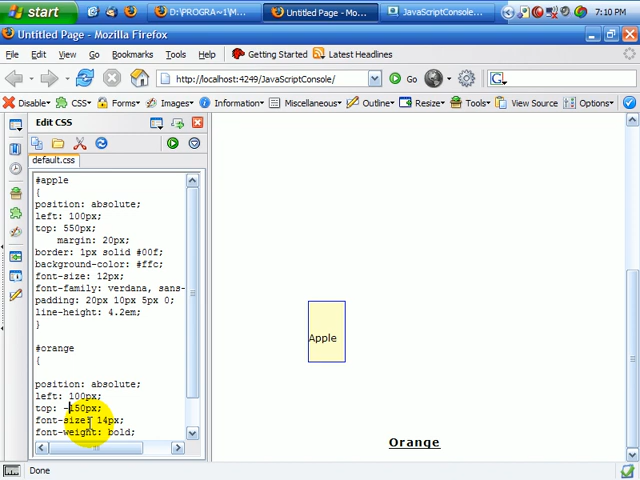 start
D:\PROGRA~1\M...
Untitled Page - Mo...
JavaScriptConsole...
7:10 PM
Untitled Page - Mozilla Firefox
File Edit View History Bookmarks Tools Help Getting Started Latest Headlines
http://localhost:4249/JavaScriptConsole/
Go
G
Disable CSS Forms Images Information Miscellaneous Outline Resize Tools View Source Options
Edit CSS
default.css
#apple
{
position: absolute;
left: 100px;
top: 550px;
margin: 20px;
border: 1px solid #00f;
background-color: #ffc;
font-size: 12px;
font-family: verdana, sans-
padding: 20px 10px 5px 0;
line-height: 4.2em;
}
#orange
{
position: absolute;
left: 100px;
top: -150px;
font-size: 14px;
font-weight: bold;
Apple
Orange
Done